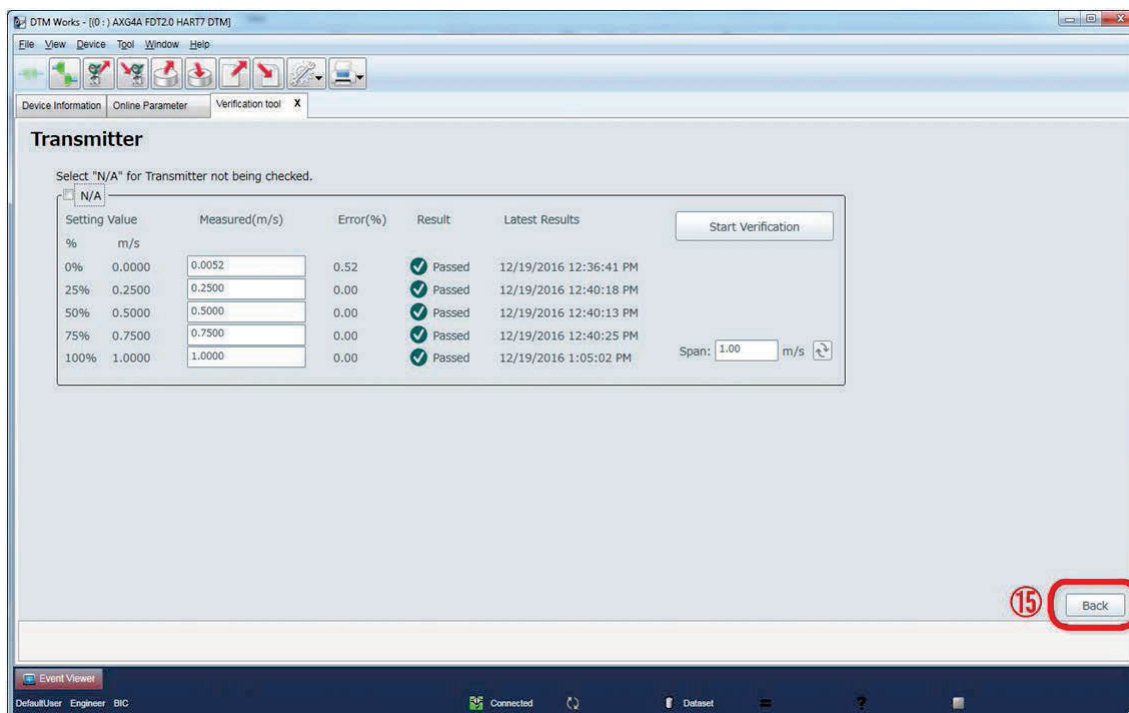 DTM Works - [(0 : ) AXG4A FDT2.0 HART7 DTM]
File View Device Tool Window Help
Device Information Online Parameter Verification tool X
Transmitter
Select "N/A" for Transmitter not being checked.
N/A
Setting Value Measured(m/s) Error(%) Result Latest Results Start Verification
% m/s
0% 0.0000 0.0052 0.52 Passed 12/19/2016 12:36:41 PM
25% 0.2500 0.2500 0.00 Passed 12/19/2016 12:40:18 PM
50% 0.5000 0.5000 0.00 Passed 12/19/2016 12:40:13 PM
75% 0.7500 0.7500 0.00 Passed 12/19/2016 12:40:25 PM
100% 1.0000 1.0000 0.00 Passed 12/19/2016 1:05:02 PM Span: 1.00 m/s
⑮ Back
Event Viewer
DefaultUser Engineer BIC Connected Dataset = ?